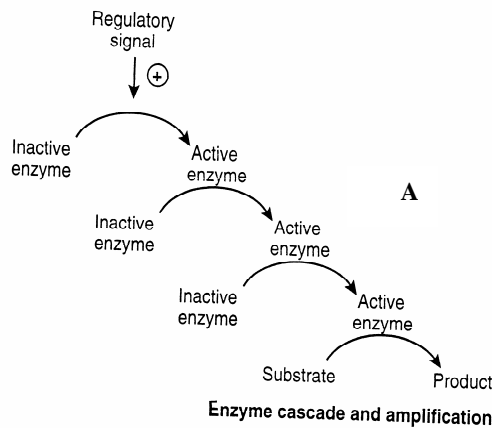 Regulatory
signal
+
Inactive
enzyme
Active
enzyme
A
Inactive
enzyme
Active
enzyme
Inactive
enzyme
Active
enzyme
Substrate
Product
Enzyme cascade and amplification